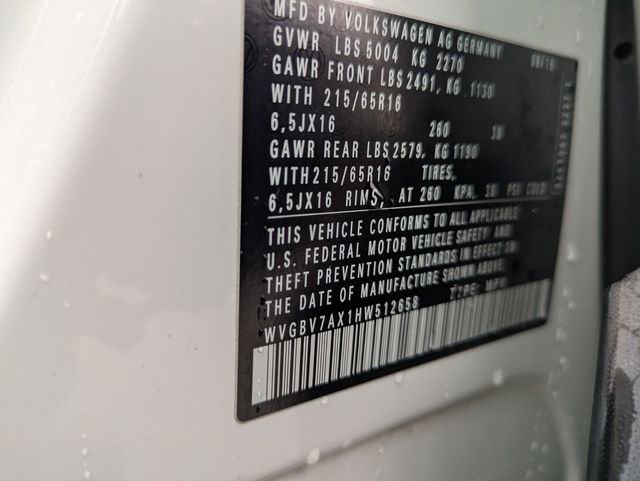 MFD BY VOLKSWAGEN AG GERMANY
GVWR LBS 5004 KG 2270 08/16
GAWR FRONT LBS 2491, KG 1130
WITH 215/65R16
6,5JX16 260 38
GAWR REAR LBS 2579, KG 1190
WITH 215/65R16 TIRES,
6,5JX16 RIMS, AT 260 KPA, 38 PSI COLD
THIS VEHICLE CONFORMS TO ALL APPLICABLE
U.S. FEDERAL MOTOR VEHICLE SAFETY AND
THEFT PREVENTION STANDARDS IN EFFECT ON
THE DATE OF MANUFACTURE SHOWN ABOVE
WVGBV7AX1HW512658 TYPE: MPV